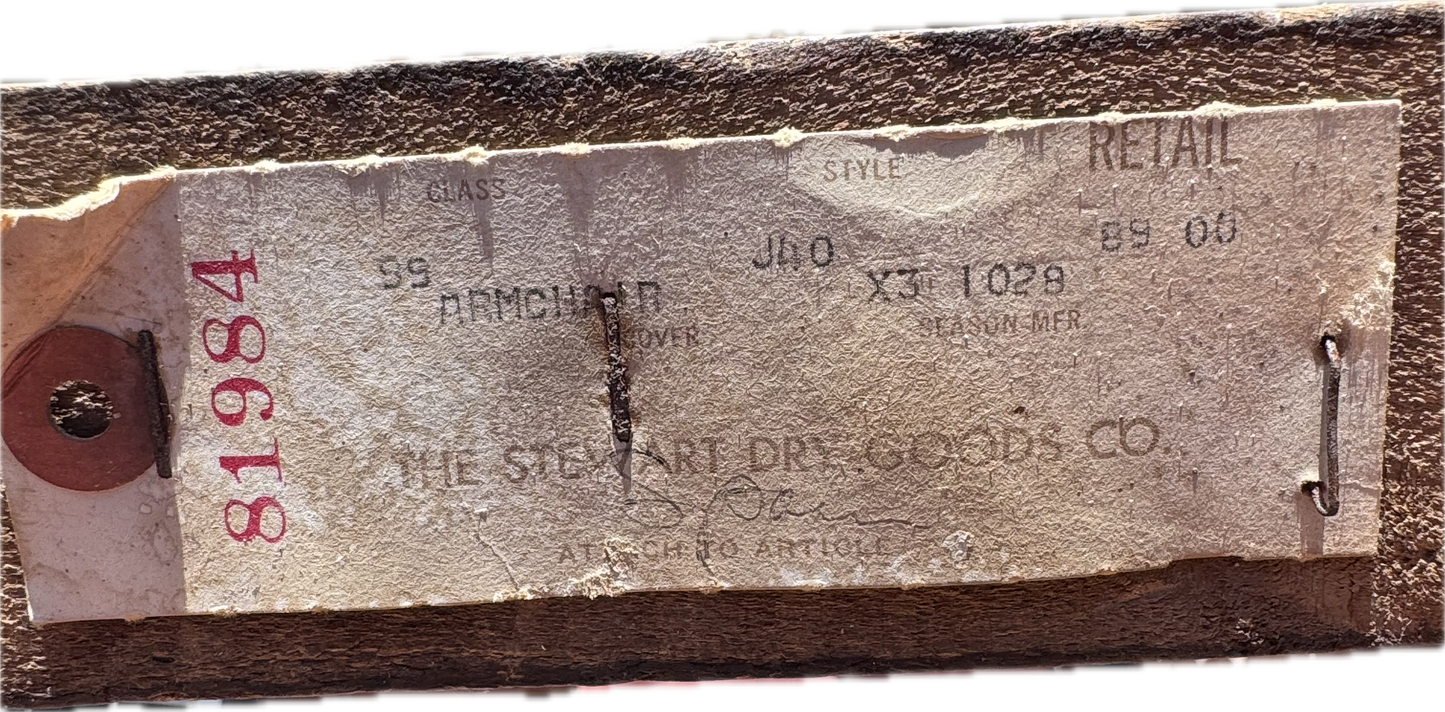 CLASS STYLE RETAIL
99 J40 89 00
ARMCHAIR X3 1029
COVER SEASON-MFR.
81984
THE STEWART DRY GOODS CO.
ATTACH TO ARTICLE